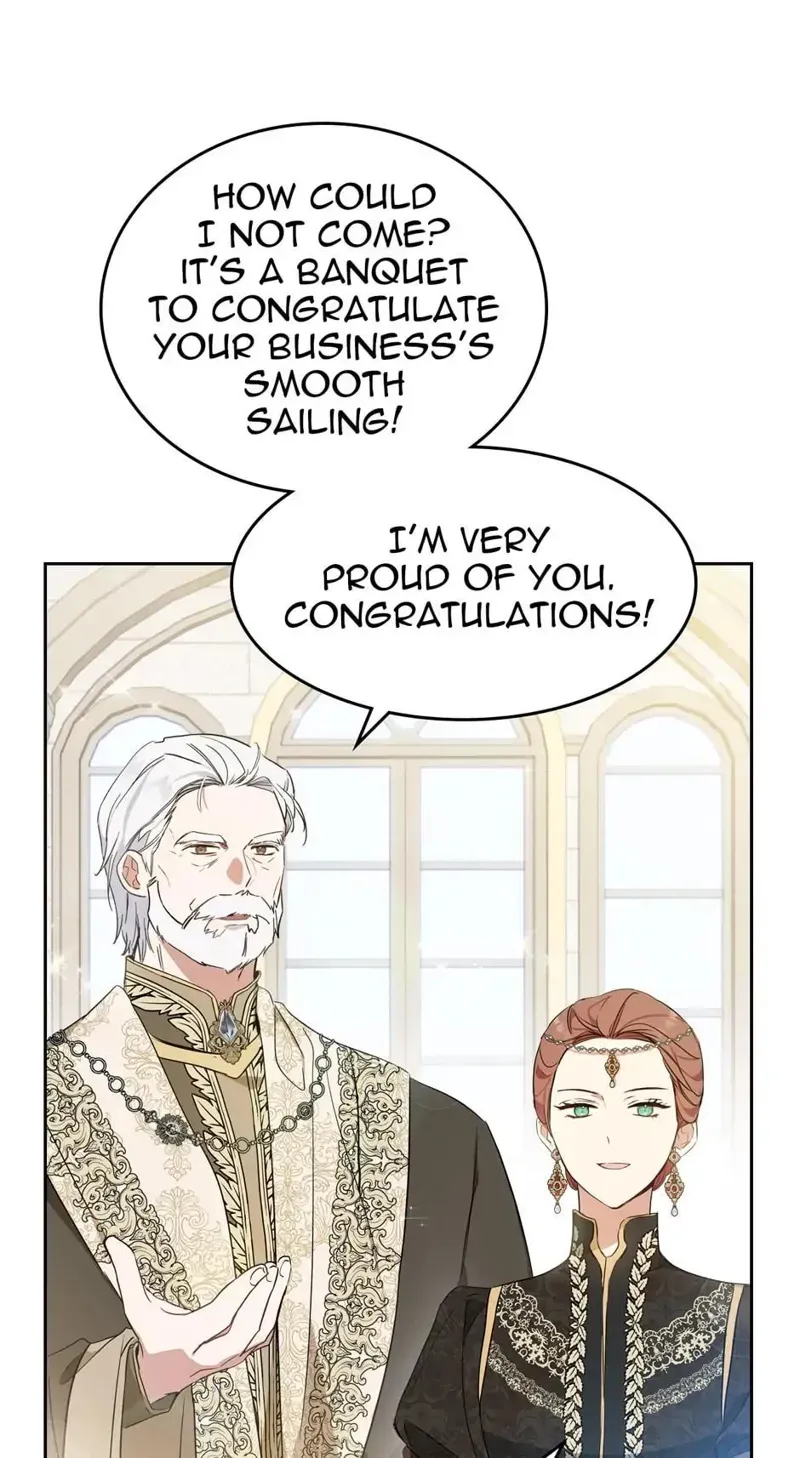 HOW COULD
I NOT COME?
IT'S A BANQUET
TO CONGRATULATE
YOUR BUSINESS'S
SMOOTH
SAILING!
I'M VERY
PROUD OF YOU.
CONGRATULATIONS!